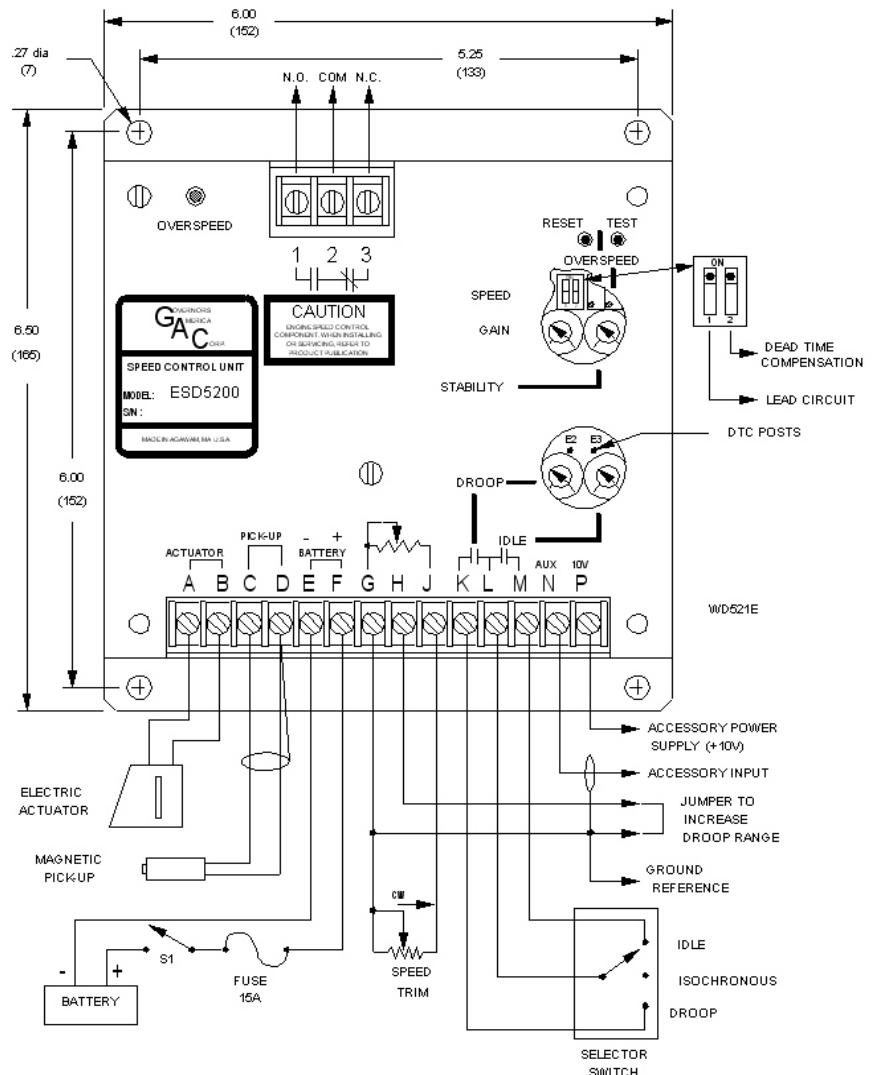 6.00
(152)
.27 dia
(7)
5.25
(133)
N.O. COM N.C.
OVERSPEED
1 2 3
RESET TEST
OVERSPEED
ON
SPEED
GAIN
1 2
DEAD TIME
COMPENSATION
LEAD CIRCUIT
STABILITY
6.50
(165)
GOVERNORS
AMERICA
CORP.
SPEED CONTROL UNIT
MODEL: ESD5200
S/N :
MADE IN AGAWAM, MA U.S.A.
CAUTION
ENGINE SPEED CONTROL
COMPONENT. WHEN INSTALLING
OR SERVICING, REFER TO
PRODUCT PUBLICATION
DTC POSTS
E2 E3
DROOP
IDLE
6.00
(152)
ACTUATOR
PICK-UP
- +
BATTERY
AUX 10V
A B C D E F G H J K L M N P
WD521E
ELECTRIC
ACTUATOR
MAGNETIC
PICK-UP
ACCESSORY POWER
SUPPLY (+10V)
ACCESSORY INPUT
JUMPER TO
INCREASE
DROOP RANGE
GROUND
REFERENCE
CW
SPEED
TRIM
- +
BATTERY
S1
FUSE
15A
IDLE
ISOCHRONOUS
DROOP
SELECTOR
SWITCH